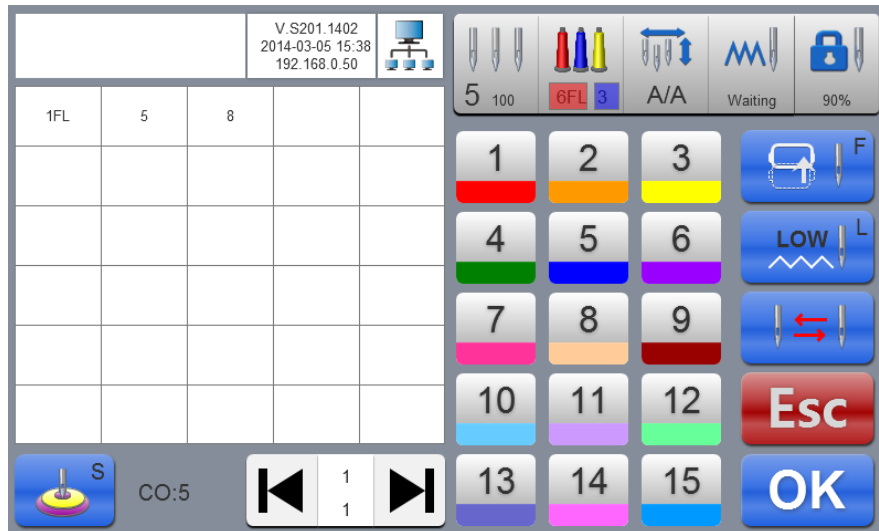 V.S201.1402
2014-03-05 15:38
192.168.0.50
5 100
6FL 3
A/A
Waiting
90%
1FL 5 8
1 2 3
F
4 5 6
LOW L
7 8 9
10 11 12
Esc
S
CO:5
1
1
13 14 15
OK